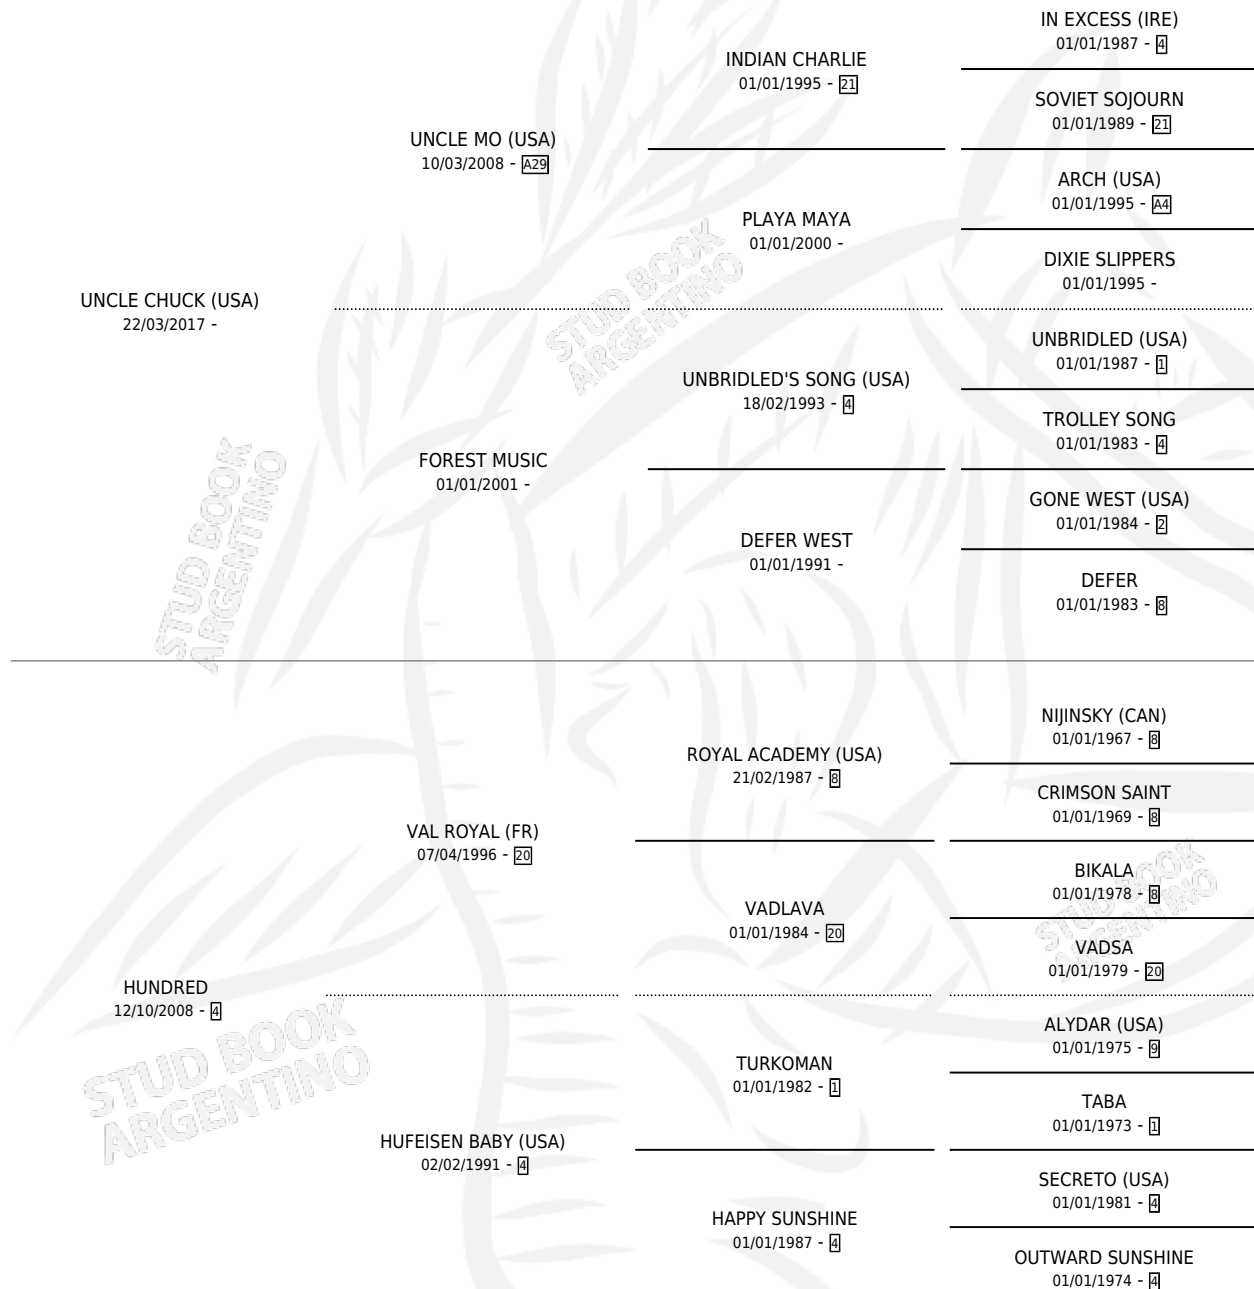 IN EXCESS (IRE)
01/01/1987 - 4
INDIAN CHARLIE
01/01/1995 - 21
SOVIET SOJOURN
01/01/1989 - 21
UNCLE MO (USA)
10/03/2008 - A29
ARCH (USA)
01/01/1995 - A4
PLAYA MAYA
01/01/2000 -
DIXIE SLIPPERS
01/01/1995 -
UNCLE CHUCK (USA)
22/03/2017 -
UNBRIDLED (USA)
01/01/1987 - 1
UNBRIDLED'S SONG (USA)
18/02/1993 - 4
TROLLEY SONG
01/01/1983 - 4
FOREST MUSIC
01/01/2001 -
GONE WEST (USA)
01/01/1984 - 2
DEFER WEST
01/01/1991 -
DEFER
01/01/1983 - 8
NIJINSKY (CAN)
01/01/1967 - 8
ROYAL ACADEMY (USA)
21/02/1987 - 8
CRIMSON SAINT
01/01/1969 - 8
VAL ROYAL (FR)
07/04/1996 - 20
BIKALA
01/01/1978 - 8
VADLAVA
01/01/1984 - 20
VADSA
01/01/1979 - 20
HUNDRED
12/10/2008 - 4
ALYDAR (USA)
01/01/1975 - 9
TURKOMAN
01/01/1982 - 1
TABA
01/01/1973 - 1
HUFEISEN BABY (USA)
02/02/1991 - 4
SECRETO (USA)
01/01/1981 - 4
HAPPY SUNSHINE
01/01/1987 - 4
OUTWARD SUNSHINE
01/01/1974 - 4
STUD BOOK
ARGENTINO
STUD BOOK
ARGENTINO
STUD BOOK
ARGENTINO
STUD BOOK
ARGENTINO